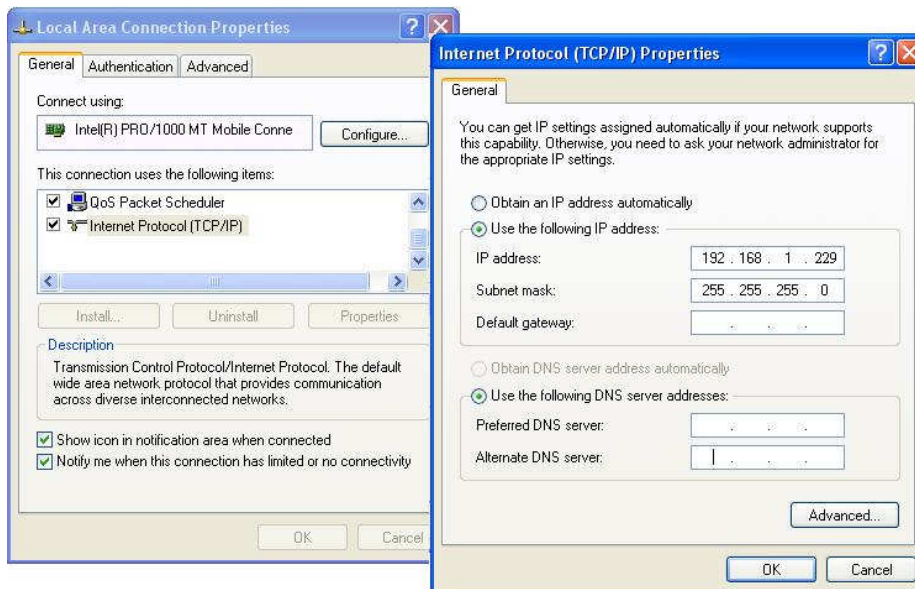 Local Area Connection Properties
General Authentication Advanced
Connect using:
Intel(R) PRO/1000 MT Mobile Conne
Configure...
This connection uses the following items:
QoS Packet Scheduler
Internet Protocol (TCP/IP)
Install... Uninstall Properties
Description
Transmission Control Protocol/Internet Protocol. The default
wide area network protocol that provides communication
across diverse interconnected networks.
Show icon in notification area when connected
Notify me when this connection has limited or no connectivity
OK Cancel
Internet Protocol (TCP/IP) Properties
General
You can get IP settings assigned automatically if your network supports
this capability. Otherwise, you need to ask your network administrator for
the appropriate IP settings.
Obtain an IP address automatically
Use the following IP address:
IP address: 192 . 168 . 1 . 229
Subnet mask: 255 . 255 . 255 . 0
Default gateway: . . .
Obtain DNS server address automatically
Use the following DNS server addresses:
Preferred DNS server: . . .
Alternate DNS server: . . .
Advanced...
OK Cancel